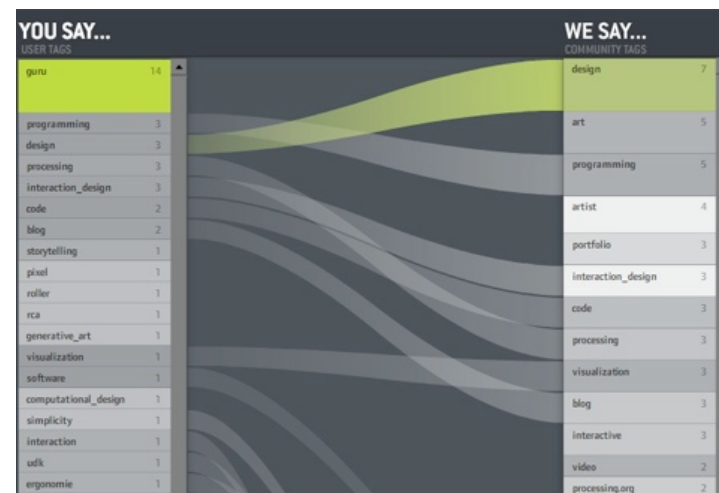 YOU SAY...
USER TAGS
guru 14
programming 3
design 3
processing 3
interaction_design 3
code 2
blog 2
storytelling 1
pixel 1
roller 1
rca 1
generative_art 1
visualization 1
software 1
computational_design 1
simplicity 1
interaction 1
udk 1
ergonomie 1
WE SAY...
COMMUNITY TAGS
design 7
art 5
programming 5
artist 4
portfolio 3
interaction_design 3
code 3
processing 3
visualization 3
blog 3
interactive 3
video 2
processing.org 2